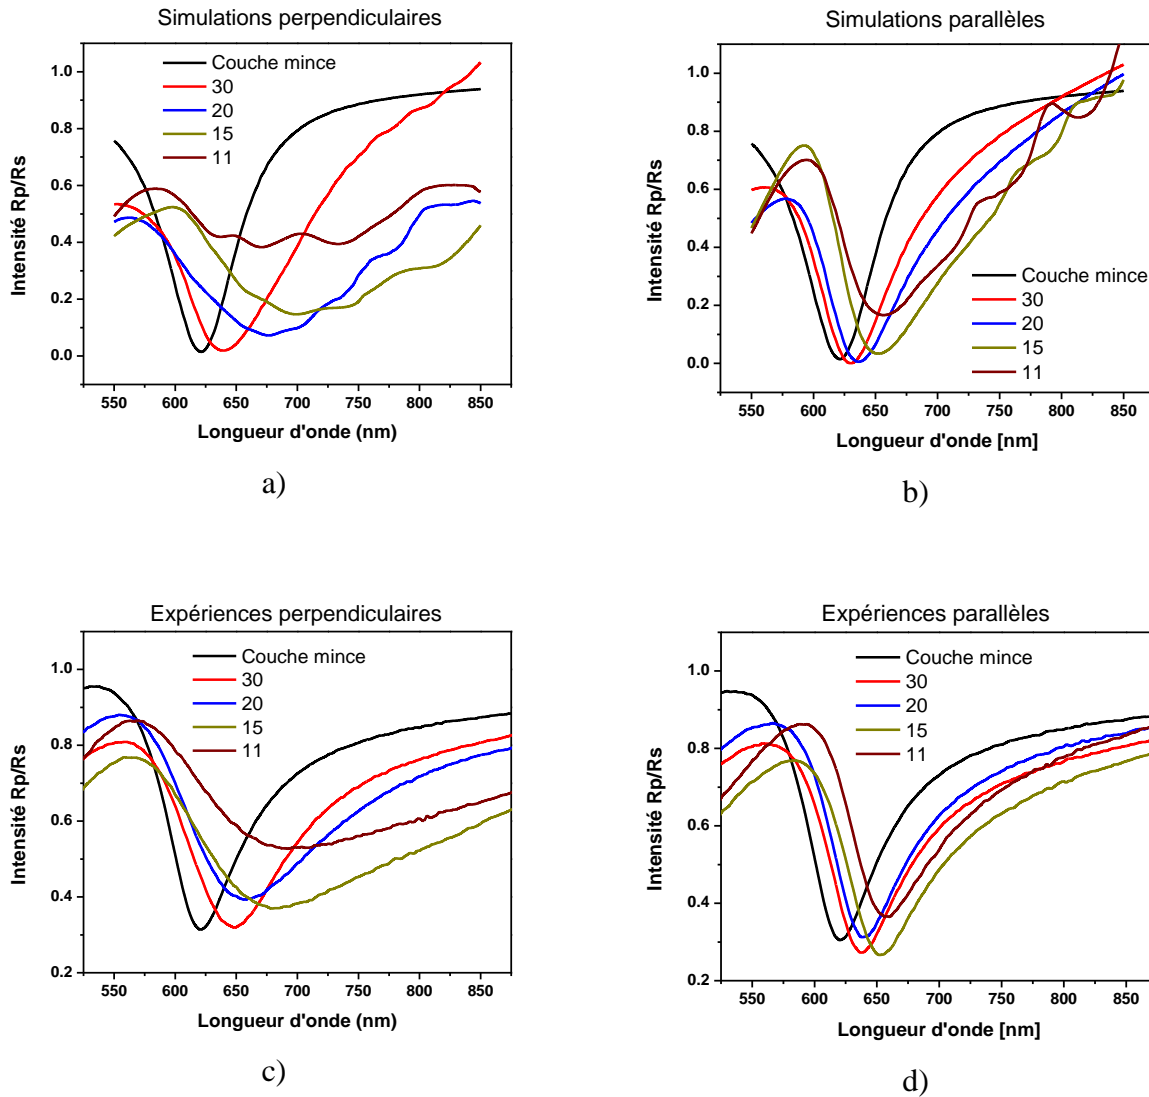 Simulations perpendiculaires
Couche mince
30
20
15
11
1.0
0.8
0.6
0.4
0.2
0.0
Intensité Rp/Rs
550 600 650 700 750 800 850
Longueur d'onde (nm)
a)
Simulations parallèles
1.0
0.8
0.6
0.4
0.2
0.0
Intensité Rp/Rs
Couche mince
30
20
15
11
550 600 650 700 750 800 850
Longueur d'onde [nm]
b)
Expériences perpendiculaires
Couche mince
30
20
15
11
1.0
0.8
0.6
0.4
0.2
Intensité Rp/Rs
550 600 650 700 750 800 850
Longueur d'onde (nm)
c)
Expériences parallèles
Couche mince
30
20
15
11
1.0
0.8
0.6
0.4
0.2
Intensité Rp/Rs
550 600 650 700 750 800 850
Longueur d'onde [nm]
d)